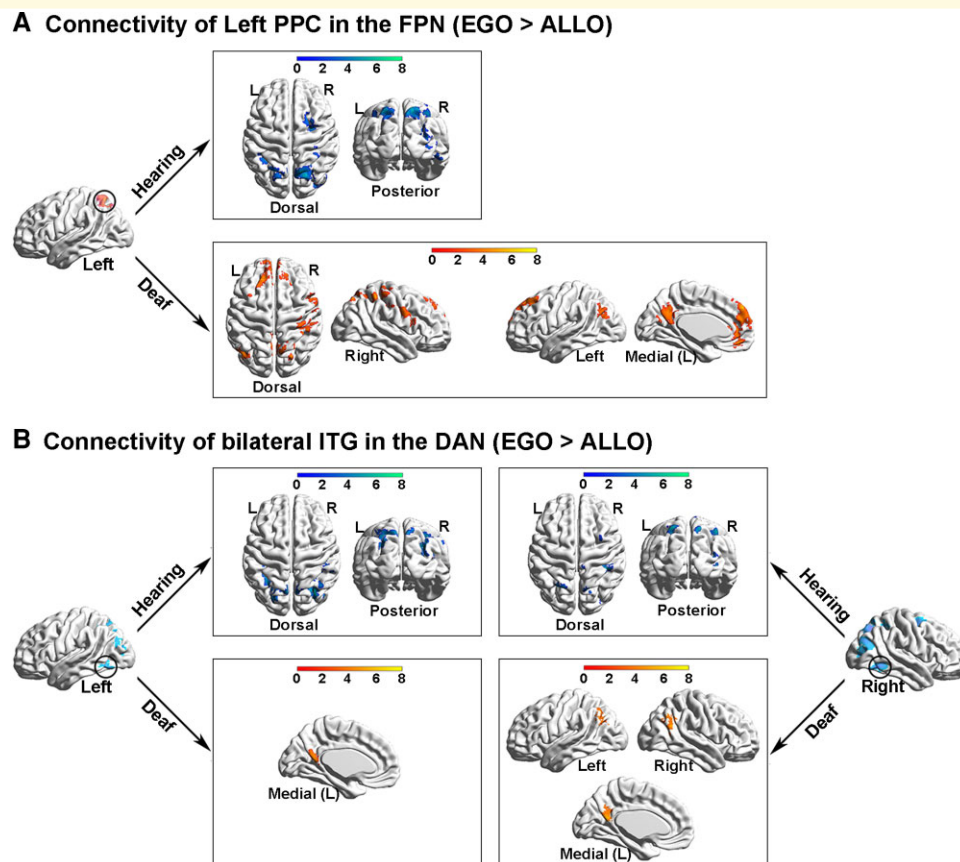 A Connectivity of Left PPC in the FPN (EGO > ALLO)
0 2 4 6 8
L R L R
Hearing
Posterior
Dorsal
Left
0 2 4 6 8
Deaf
L R
Right Left Medial (L)
Dorsal
B Connectivity of bilateral ITG in the DAN (EGO > ALLO)
0 2 4 6 8 0 2 4 6 8
L R L R L R L R
Hearing Hearing
Posterior Posterior
Dorsal Dorsal
Left Right
0 2 4 6 8 0 2 4 6 8
Deaf Deaf
Left Right
Medial (L)
Medial (L)